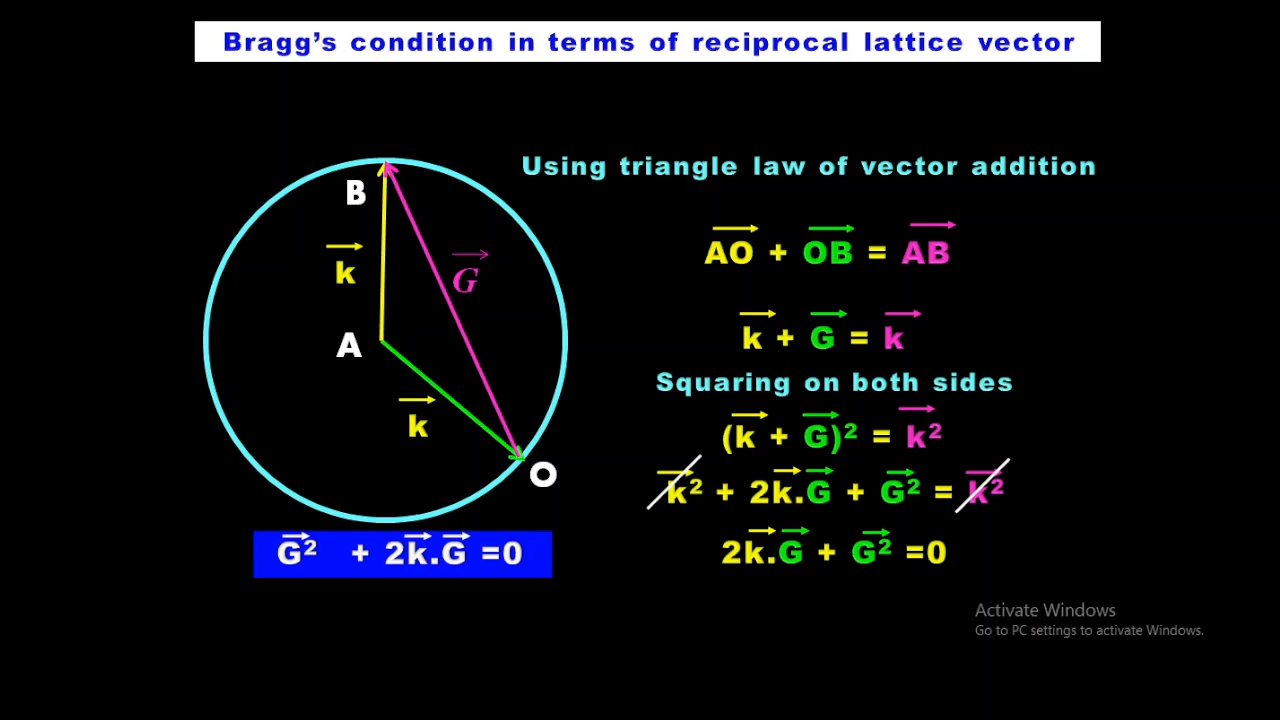 Bragg's condition in terms of reciprocal lattice vector
Using triangle law of vector addition
B
AO + OB = AB
k
G
A
k + G = k
Squaring on both sides
k
(k + G)² = k²
O
k² + 2k.G + G² = k²
G² + 2k.G =0
2k.G + G² =0
Activate Windows
Go to PC settings to activate Windows.